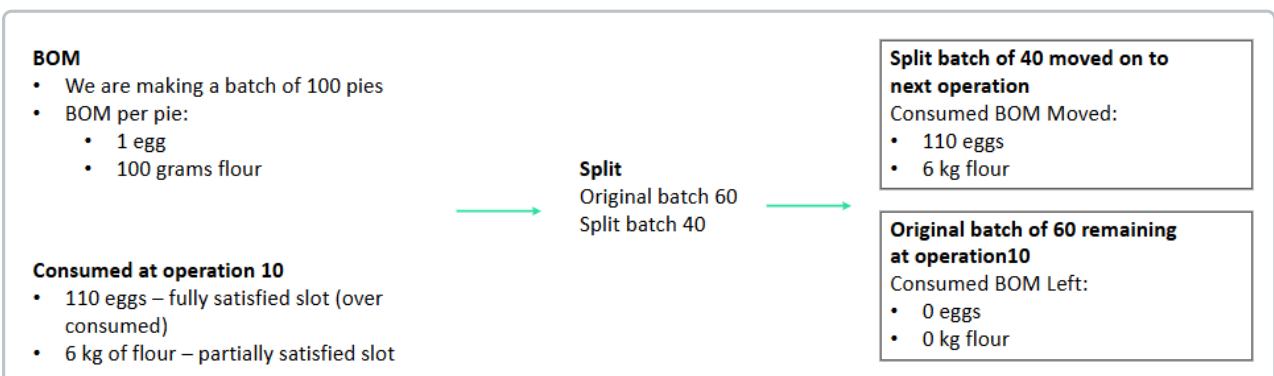 BOM
• We are making a batch of 100 pies
• BOM per pie:
• 1 egg
• 100 grams flour
Consumed at operation 10
• 110 eggs – fully satisfied slot (over
consumed)
• 6 kg of flour – partially satisfied slot
Split
Original batch 60
Split batch 40
Split batch of 40 moved on to
next operation
Consumed BOM Moved:
• 110 eggs
• 6 kg flour
Original batch of 60 remaining
at operation10
Consumed BOM Left:
• 0 eggs
• 0 kg flour